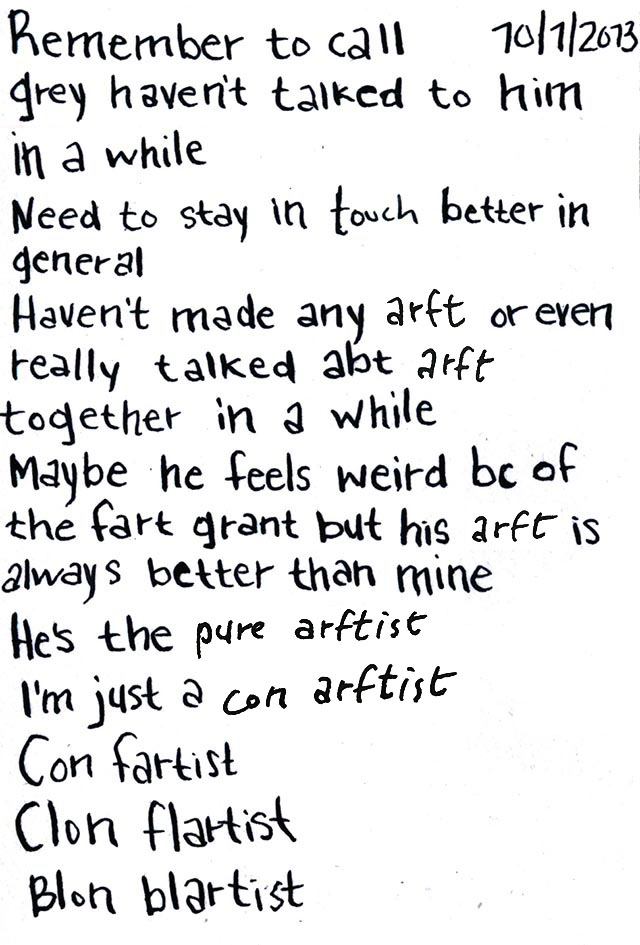 Remember to call 10/1/2013
grey haven't talked to him
in a while
Need to stay in touch better in
general
Haven't made any arft or even
really talked abt arft
together in a while
Maybe he feels weird bc of
the fart grant but his arft is
always better than mine
He's the pure arftist
I'm just a con arftist
Con fartist
Clon flartist
Blon blartist